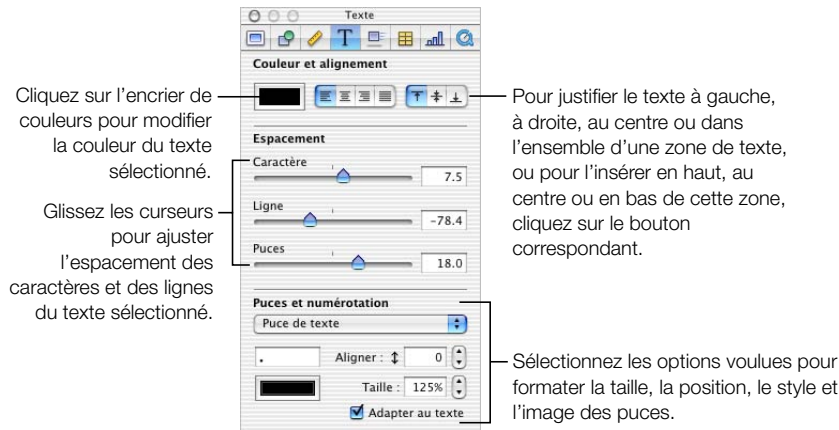 Texte
Couleur et alignement
Cliquez sur l'encrier de
couleurs pour modifier
la couleur du texte
sélectionné.
Pour justifier le texte à gauche,
à droite, au centre ou dans
l'ensemble d'une zone de texte,
ou pour l'insérer en haut, au
centre ou en bas de cette zone,
cliquez sur le bouton
correspondant.
Espacement
Caractère
7.5
Ligne
-78.4
Puces
18.0
Glissez les curseurs
pour ajuster
l'espacement des
caractères et des lignes
du texte sélectionné.
Puces et numérotation
Puce de texte
Aligner : 0
Taille : 125%
Adapter au texte
Sélectionnez les options voulues pour
formater la taille, la position, le style et
l'image des puces.